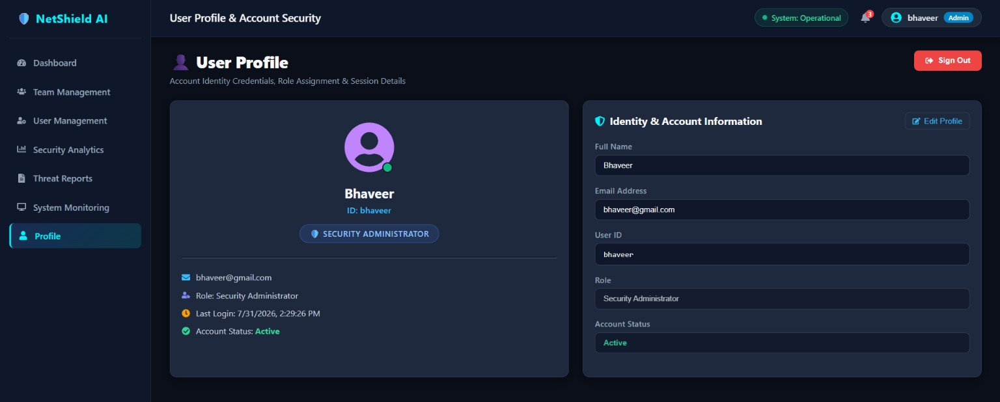 NetShield AI
User Profile & Account Security
System: Operational
3
bhaveer
Admin
Dashboard
Team Management
User Management
Security Analytics
Threat Reports
System Monitoring
Profile
User Profile
Account Identity Credentials, Role Assignment & Session Details
Sign Out
Bhaveer
ID: bhaveer
SECURITY ADMINISTRATOR
bhaveer@gmail.com
Role: Security Administrator
Last Login: 7/31/2026, 2:29:26 PM
Account Status: Active
Identity & Account Information
Edit Profile
Full Name
Bhaveer
Email Address
bhaveer@gmail.com
User ID
bhaveer
Role
Security Administrator
Account Status
Active